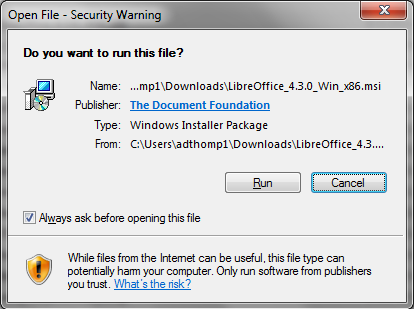 Open File - Security Warning
Do you want to run this file?
Name: ...mp1\Downloads\LibreOffice_4.3.0_Win_x86.msi
Publisher: The Document Foundation
Type: Windows Installer Package
From: C:\Users\adthomp1\Downloads\LibreOffice_4.3....
Run Cancel
Always ask before opening this file
While files from the Internet can be useful, this file type can
potentially harm your computer. Only run software from publishers
you trust. What's the risk?